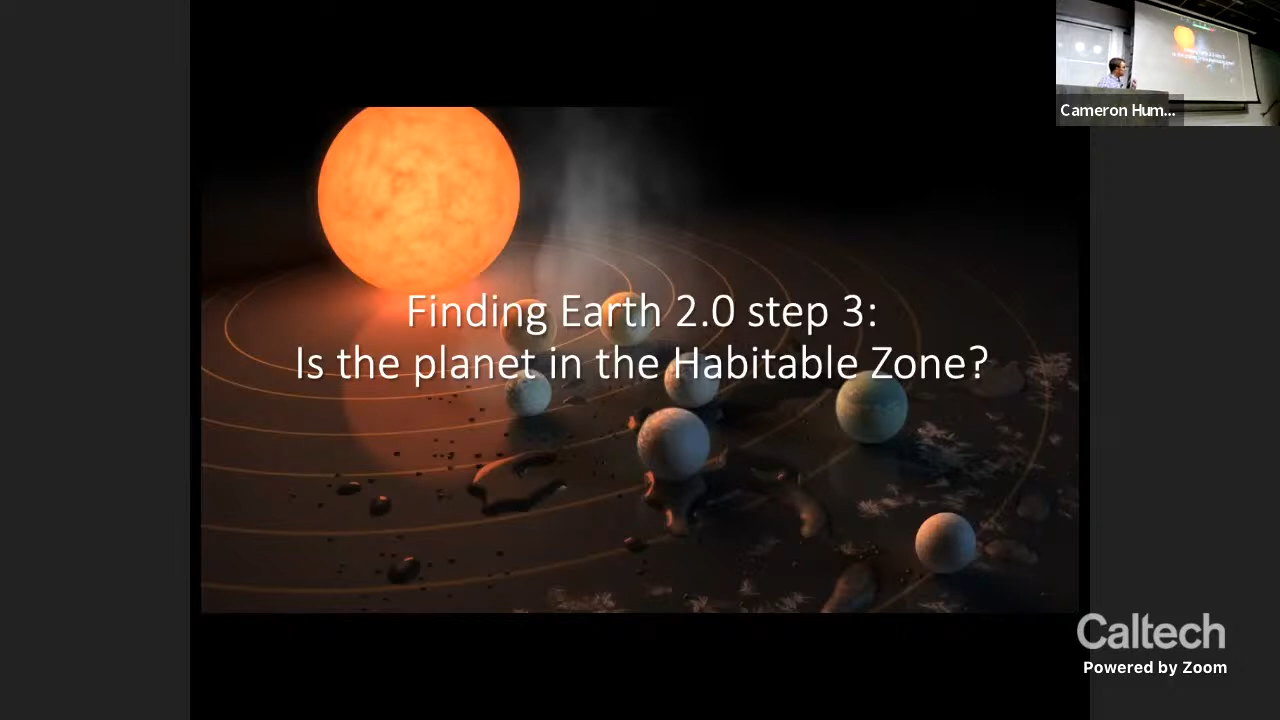 Cameron Hum...
Finding Earth 2.0 step 3:
Is the planet in the Habitable Zone?
Caltech
Powered by Zoom